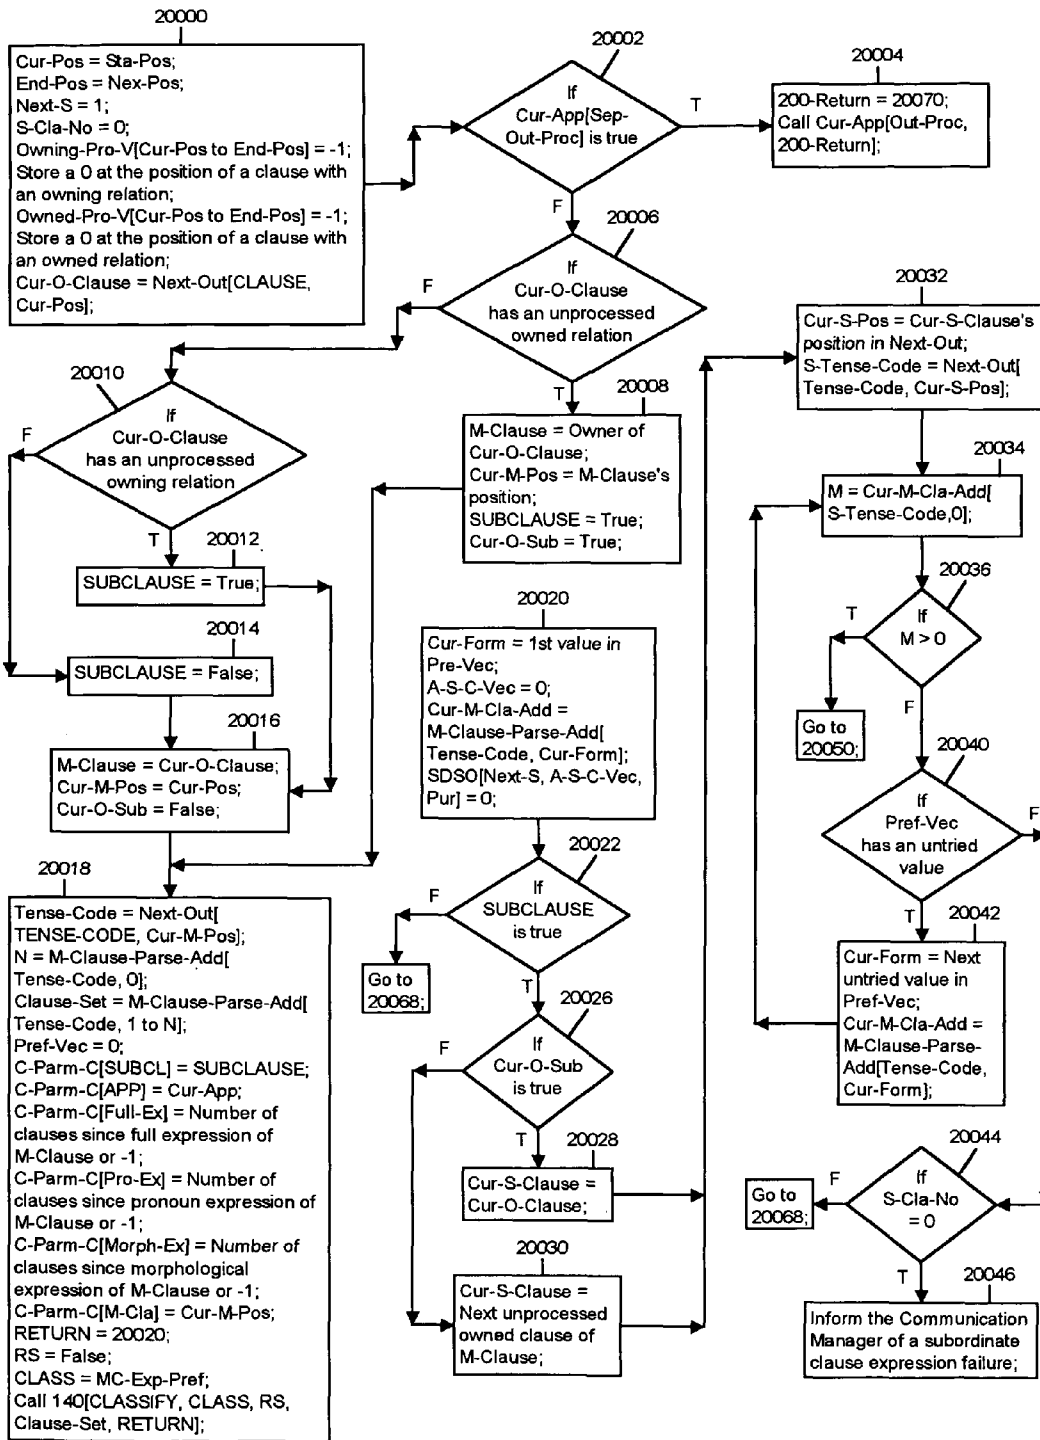 20000
Cur-Pos = Sta-Pos;
End-Pos = Nex-Pos;
Next-S = 1;
S-Cla-No = 0;
Owning-Pro-V[Cur-Pos to End-Pos] = -1;
Store a 0 at the position of a clause with
an owning relation;
Owned-Pro-V[Cur-Pos to End-Pos] = -1;
Store a 0 at the position of a clause with
an owned relation;
Cur-O-Clause = Next-Out[CLAUSE,
Cur-Pos];
20002
If
Cur-App[Sep-
Out-Proc] is true
T
F
20004
200-Return = 20070;
Call Cur-App[Out-Proc,
200-Return];
20006
If
Cur-O-Clause
has an unprocessed
owned relation
F
T
20008
M-Clause = Owner of
Cur-O-Clause;
Cur-M-Pos = M-Clause's
position;
SUBCLAUSE = True;
Cur-O-Sub = True;
20010
If
Cur-O-Clause
has an unprocessed
owning relation
F
T
20012
SUBCLAUSE = True;
20014
SUBCLAUSE = False;
20016
M-Clause = Cur-O-Clause;
Cur-M-Pos = Cur-Pos;
Cur-O-Sub = False;
20018
Tense-Code = Next-Out[
TENSE-CODE, Cur-M-Pos];
N = M-Clause-Parse-Add[
Tense-Code, 0];
Clause-Set = M-Clause-Parse-Add[
Tense-Code, 1 to N];
Pref-Vec = 0;
C-Parm-C[SUBCL] = SUBCLAUSE;
C-Parm-C[APP] = Cur-App;
C-Parm-C[Full-Ex] = Number of
clauses since full expression of
M-Clause or -1;
C-Parm-C[Pro-Ex] = Number of
clauses since pronoun expression of
M-Clause or -1;
C-Parm-C[Morph-Ex] = Number of
clauses since morphological
expression of M-Clause or -1;
C-Parm-C[M-Cla] = Cur-M-Pos;
RETURN = 20020;
RS = False;
CLASS = MC-Exp-Pref;
Call 140[CLASSIFY, CLASS, RS,
Clause-Set, RETURN];
20020
Cur-Form = 1st value in
Pre-Vec;
A-S-C-Vec = 0;
Cur-M-Cla-Add =
M-Clause-Parse-Add[
Tense-Code, Cur-Form];
SDSO[Next-S, A-S-C-Vec,
Pur] = 0;
20022
If
SUBCLAUSE
is true
F
T
Go to
20068;
20026
If
Cur-O-Sub
is true
F
T
20028
Cur-S-Clause =
Cur-O-Clause;
20030
Cur-S-Clause =
Next unprocessed
owned clause of
M-Clause;
20032
Cur-S-Pos = Cur-S-Clause's
position in Next-Out;
S-Tense-Code = Next-Out[
Tense-Code, Cur-S-Pos];
20034
M = Cur-M-Cla-Add[
S-Tense-Code,0];
20036
If
M > 0
T
F
Go to
20050;
20040
If
Pref-Vec
has an untried
value
F
T
20042
Cur-Form = Next
untried value in
Pref-Vec;
Cur-M-Cla-Add =
M-Clause-Parse-
Add[Tense-Code,
Cur-Form];
20044
If
S-Cla-No
= 0
F
T
Go to
20068;
20046
Inform the Communication
Manager of a subordinate
clause expression failure;